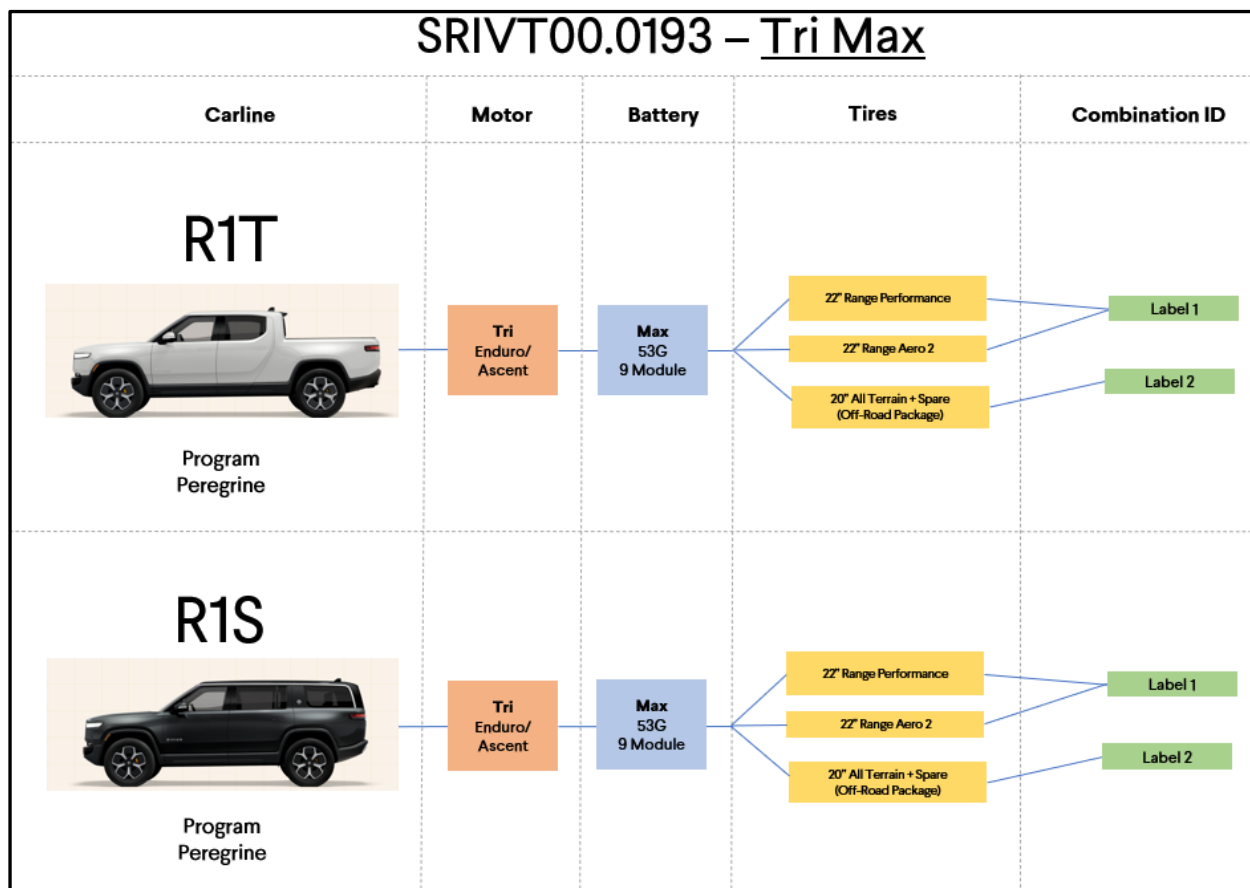 SRIVT00.0193 – Tri Max
Carline
Motor
Battery
Tires
Combination ID
R1T
Program
Peregrine
Tri
Enduro/
Ascent
Max
53G
9 Module
22" Range Performance
22" Range Aero 2
20" All Terrain + Spare
(Off-Road Package)
Label 1
Label 2
R1S
Program
Peregrine
Tri
Enduro/
Ascent
Max
53G
9 Module
22" Range Performance
22" Range Aero 2
20" All Terrain + Spare
(Off-Road Package)
Label 1
Label 2